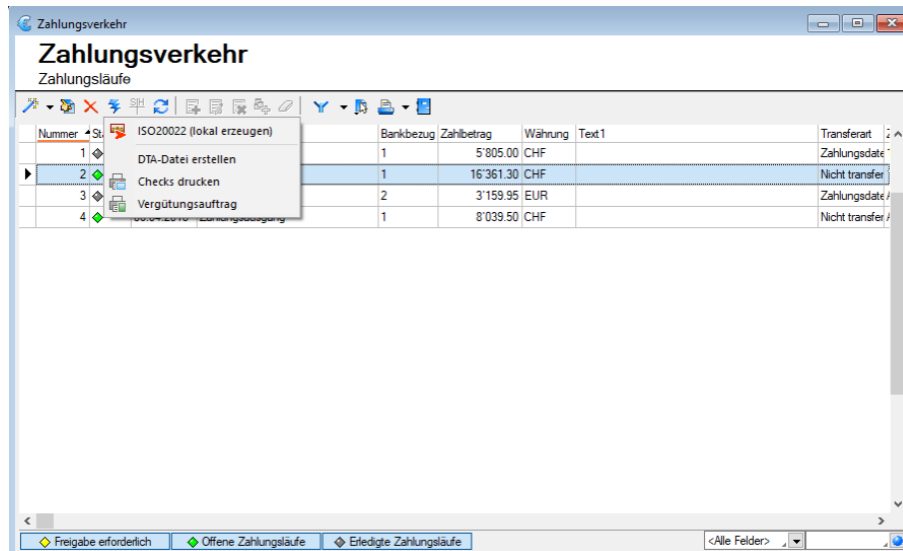 Zahlungsverkehr
Zahlungsverkehr
Zahlungsläufe
Nummer St Bankbezug Zahlbetrag Währung Text1 Transferart
ISO20022 (lokal erzeugen)
1 1 5'805.00 CHF Zahlungsdate
DTA-Datei erstellen
2 1 16'361.30 CHF Nicht transfer
Checks drucken
3 2 3'159.95 EUR Zahlungsdate
Vergütungsauftrag
4 Zahlungsausgang 1 8'039.50 CHF Nicht transfer
Freigabe erforderlich Offene Zahlungsläufe Erledigte Zahlungsläufe <Alle Felder>